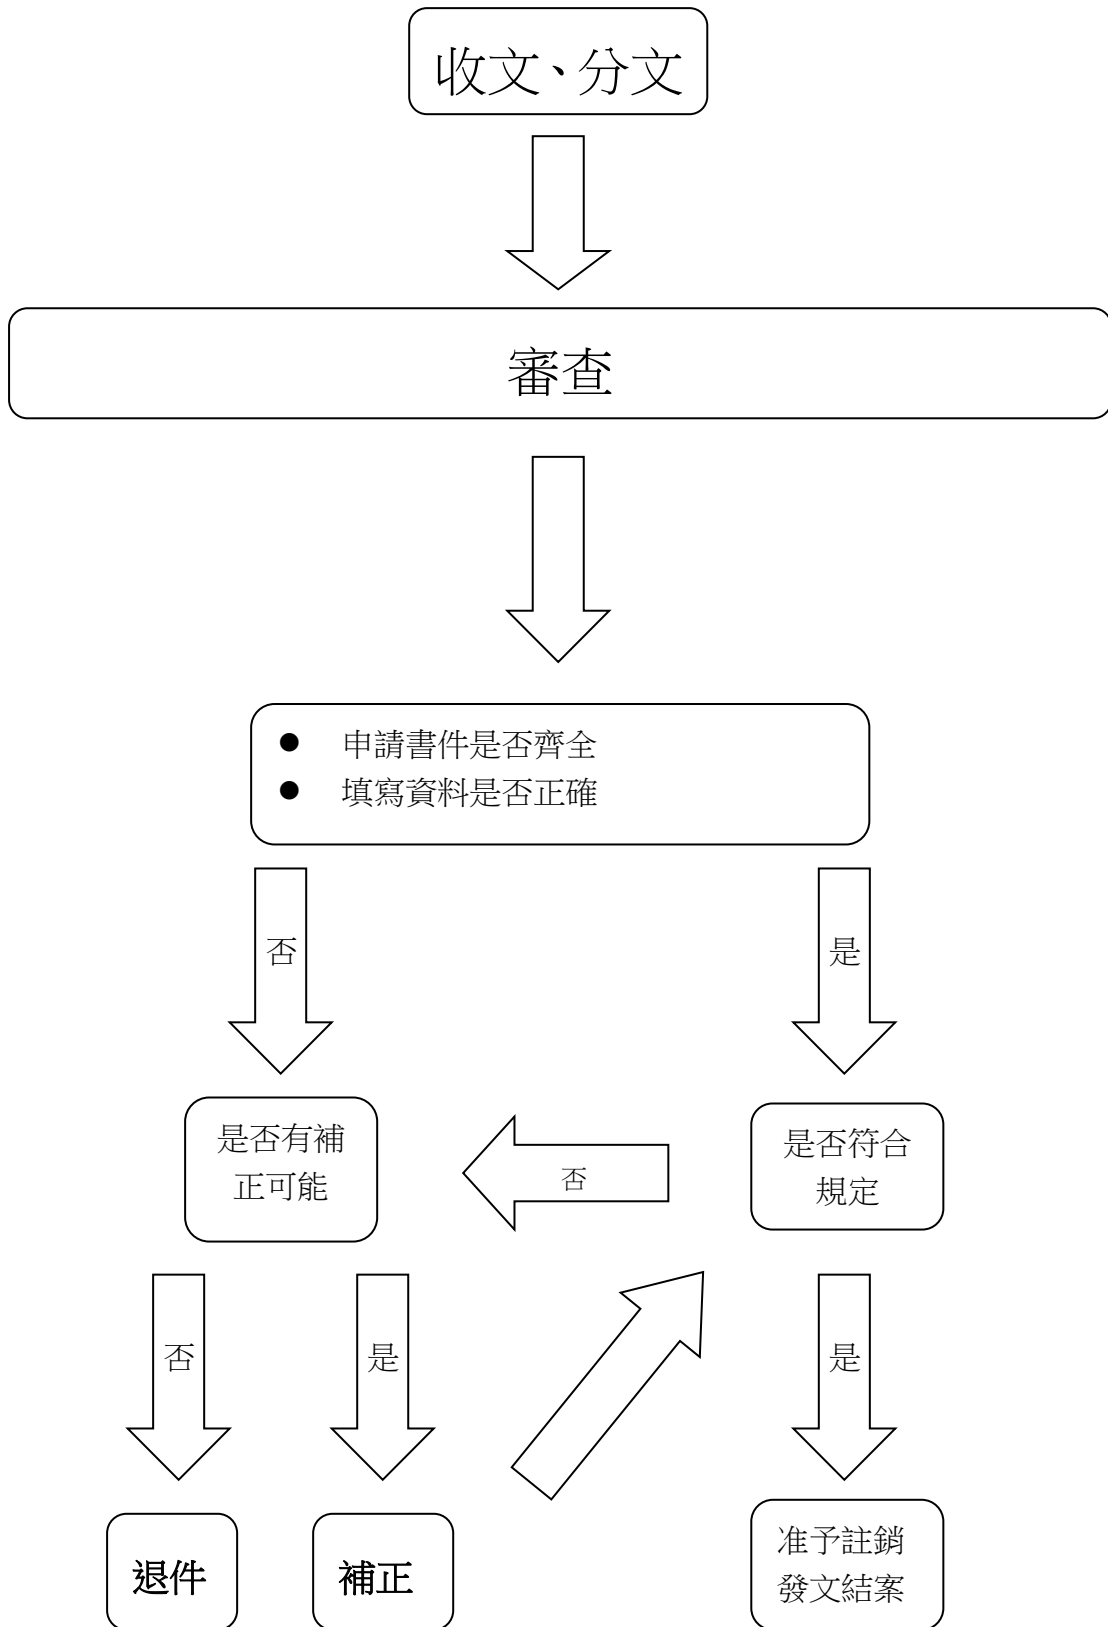 收文、分文
審查
● 申請書件是否齊全
● 填寫資料是否正確
否
是
是否有補
正可能
否
是否符合
規定
否
是
是
退件
補正
准予註銷
發文結案